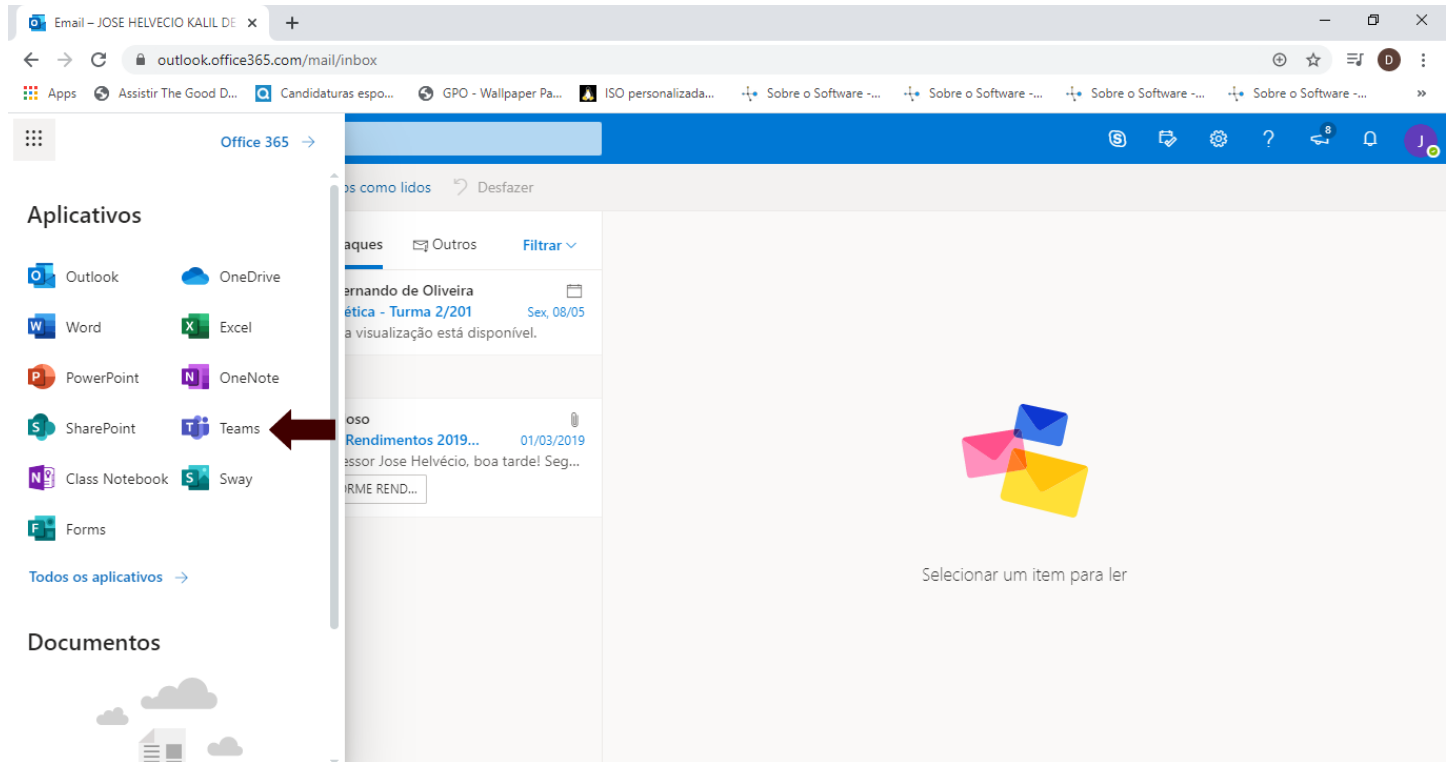 Email – JOSE HELVECIO KALIL DE
outlook.office365.com/mail/inbox
D
Apps Assistir The Good D... Candidaturas espo... GPO - Wallpaper Pa... ISO personalizada... Sobre o Software -... Sobre o Software -... Sobre o Software -... Sobre o Software -... »
Office 365 →
8
J
os como lidos Desfazer
Aplicativos
aques Outros Filtrar
Outlook OneDrive
ernando de Oliveira
ética - Turma 2/201 Sex, 08/05
Word Excel
a visualização está disponível.
PowerPoint OneNote
SharePoint Teams
oso
Rendimentos 2019... 01/03/2019
essor Jose Helvécio, boa tarde! Seg...
Class Notebook Sway
RME REND...
Forms
Todos os aplicativos →
Selecionar um item para ler
Documentos